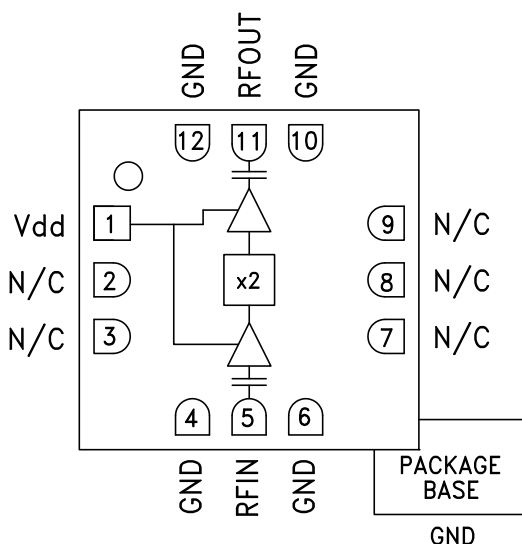 GND RFOUT GND
12 11 10
Vdd 1 9 N/C
N/C 2 x2 8 N/C
N/C 3 7 N/C
4 5 6
GND RFIN GND
PACKAGE
BASE
GND